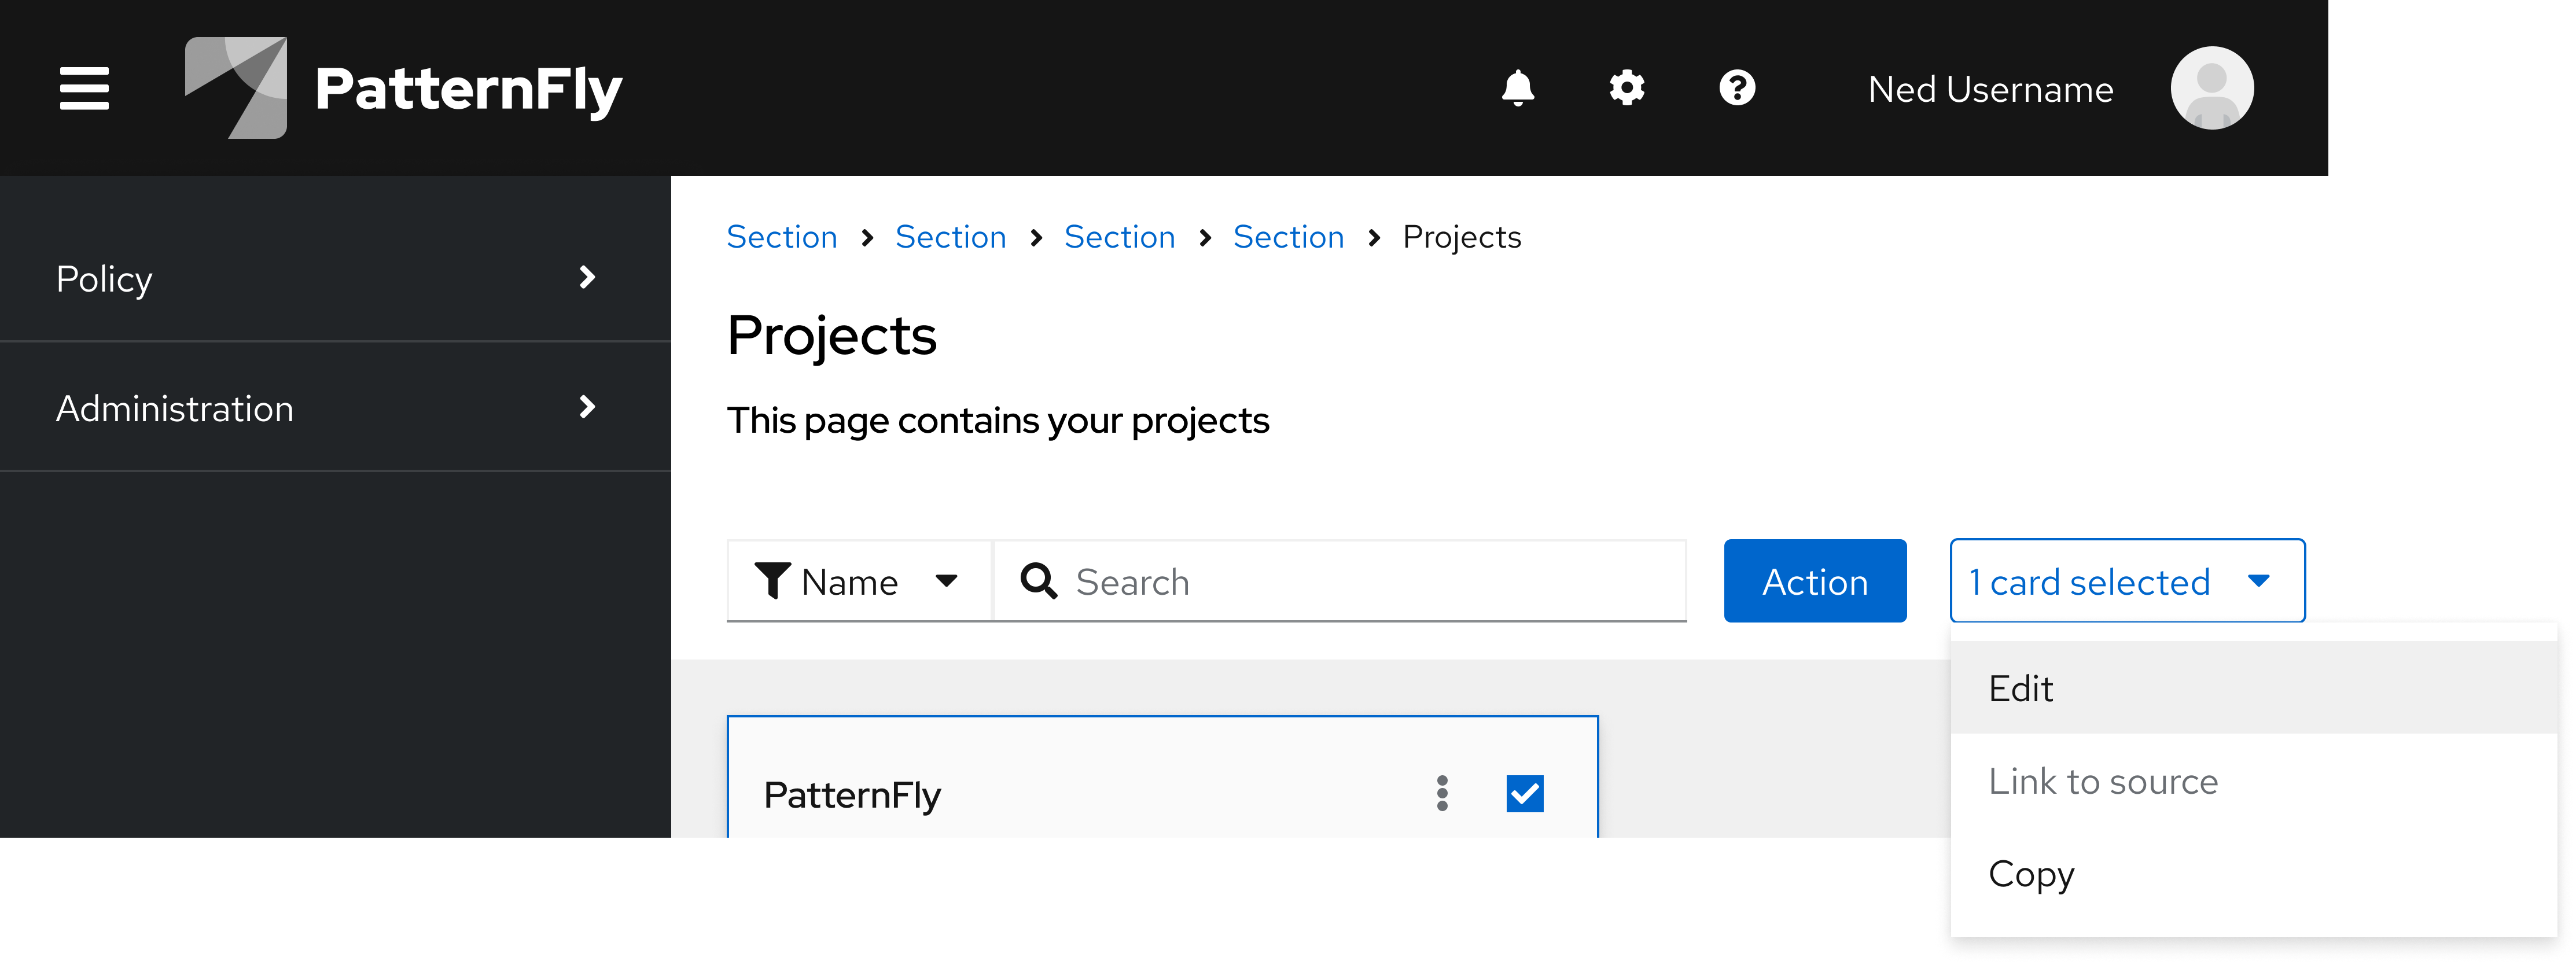 PatternFly
Ned Username
Policy
Administration
Section > Section > Section > Section > Projects
Projects
This page contains your projects
Name
Search
Action
1 card selected
Edit
Link to source
Copy
PatternFly